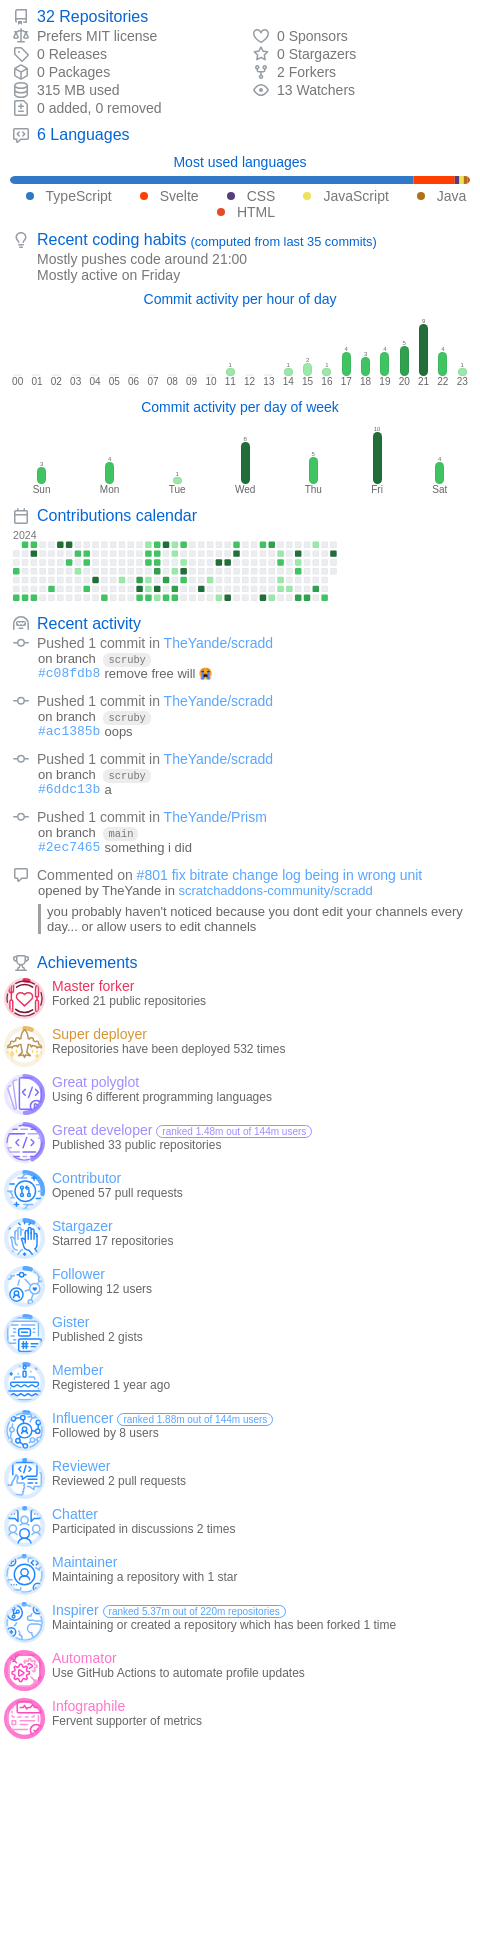 32 Repositories
Prefers MIT license
0 Sponsors
0 Releases
0 Stargazers
0 Packages
2 Forkers
315 MB used
13 Watchers
0 added, 0 removed
6 Languages
Most used languages
TypeScript Svelte CSS JavaScript Java
HTML
Recent coding habits (computed from last 35 commits)
Mostly pushes code around 21:00
Mostly active on Friday
Commit activity per hour of day
1 1 2 1 4 3 4 5 9 4 1
00 01 02 03 04 05 06 07 08 09 10 11 12 13 14 15 16 17 18 19 20 21 22 23
Commit activity per day of week
3 4 1 8 5 10 4
Sun Mon Tue Wed Thu Fri Sat
Contributions calendar
2024
Recent activity
Pushed 1 commit in TheYande/scradd
on branch scruby
#c08fdb8 remove free will 😭
Pushed 1 commit in TheYande/scradd
on branch scruby
#ac1385b oops
Pushed 1 commit in TheYande/scradd
on branch scruby
#6ddc13b a
Pushed 1 commit in TheYande/Prism
on branch main
#2ec7465 something i did
Commented on #801 fix bitrate change log being in wrong unit
opened by TheYande in scratchaddons-community/scradd
you probably haven't noticed because you dont edit your channels every
day... or allow users to edit channels
Achievements
Master forker
Forked 21 public repositories
Super deployer
Repositories have been deployed 532 times
Great polyglot
Using 6 different programming languages
Great developer ranked 1.48m out of 144m users
Published 33 public repositories
Contributor
Opened 57 pull requests
Stargazer
Starred 17 repositories
Follower
Following 12 users
Gister
Published 2 gists
Member
Registered 1 year ago
Influencer ranked 1.88m out of 144m users
Followed by 8 users
Reviewer
Reviewed 2 pull requests
Chatter
Participated in discussions 2 times
Maintainer
Maintaining a repository with 1 star
Inspirer ranked 5.37m out of 220m repositories
Maintaining or created a repository which has been forked 1 time
Automator
Use GitHub Actions to automate profile updates
Infographile
Fervent supporter of metrics